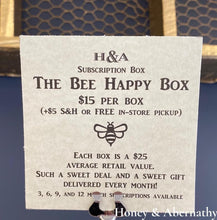 H&A
Subscription Box
The Bee Happy Box
$15 per box
(+$5 S&H or FREE in-store pickup)
Each box is a $25
average retail value.
Such a sweet deal and a sweet gift
delivered every month!
3, 6, 9, and 12 month subscriptions available
Honey & Abernathy